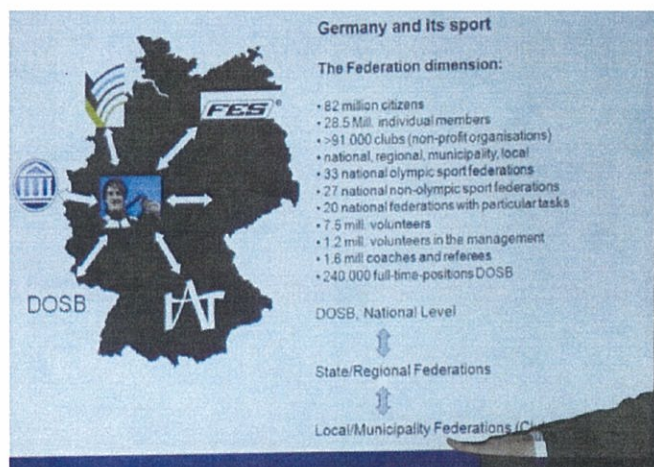 Germany and its sport
The Federation dimension:
• 82 million citizens
• 28.5 Mill. individual members
• >91.000 clubs (non-profit organisations)
• national, regional, municipality, local
• 33 national olympic sport federations
• 27 national non-olympic sport federations
• 20 national federations with particular tasks
• 7.5 mill. volunteers
• 1.2 mill. volunteers in the management
• 1.6 mill coaches and referees
• 240.000 full-time-positions DOSB
DOSB, National Level
State/Regional Federations
Local/Municipality Federations
FES®
DOSB
IAT